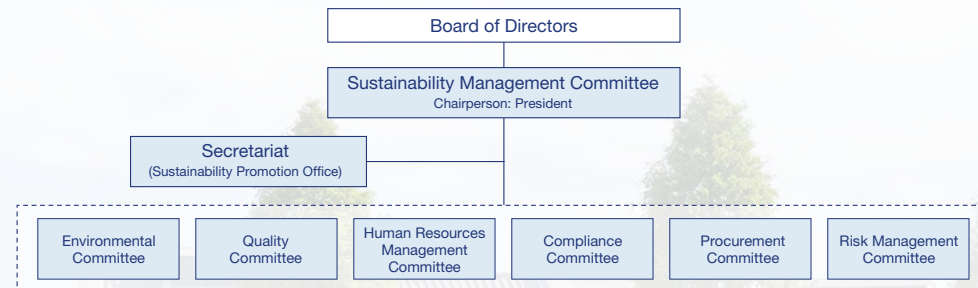 Board of Directors
Sustainability Management Committee
Chairperson: President
Secretariat
(Sustainability Promotion Office)
Environmental
Committee
Quality
Committee
Human Resources
Management
Committee
Compliance
Committee
Procurement
Committee
Risk Management
Committee